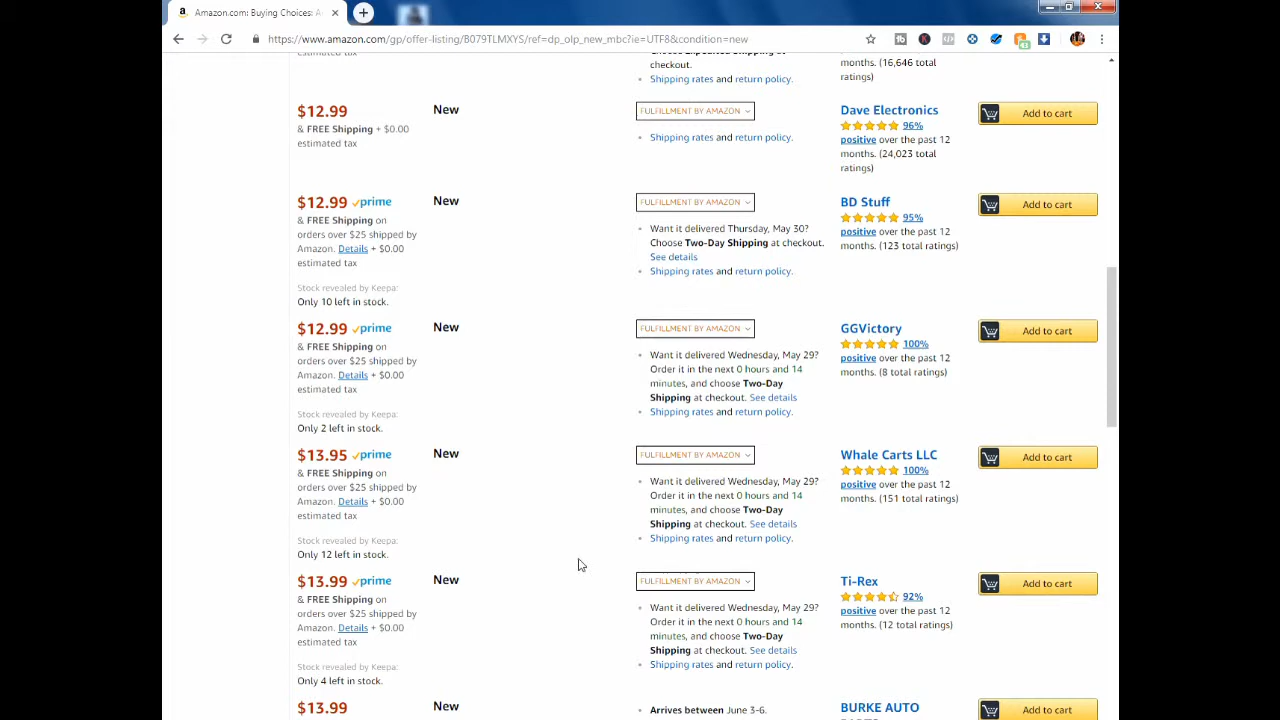 Amazon.com: Buying Choices: A
https://www.amazon.com/gp/offer-listing/B079TLMXYS/ref=dp_olp_new_mbc?ie=UTF8&condition=new
checkout.
Shipping rates and return policy.
months. (16,646 total
ratings)
$12.99
& FREE Shipping + $0.00
estimated tax
New
FULFILLMENT BY AMAZON
Shipping rates and return policy.
Dave Electronics
96%
positive over the past 12
months. (24,023 total
ratings)
Add to cart
$12.99 prime
& FREE Shipping on
orders over $25 shipped by
Amazon. Details + $0.00
estimated tax
Stock revealed by Keepa:
Only 10 left in stock.
New
FULFILLMENT BY AMAZON
Want it delivered Thursday, May 30?
Choose Two-Day Shipping at checkout.
See details
Shipping rates and return policy.
BD Stuff
95%
positive over the past 12
months. (123 total ratings)
Add to cart
$12.99 prime
& FREE Shipping on
orders over $25 shipped by
Amazon. Details + $0.00
estimated tax
Stock revealed by Keepa:
Only 2 left in stock.
New
FULFILLMENT BY AMAZON
Want it delivered Wednesday, May 29?
Order it in the next 0 hours and 14
minutes, and choose Two-Day
Shipping at checkout. See details
Shipping rates and return policy.
GGVictory
100%
positive over the past 12
months. (8 total ratings)
Add to cart
$13.95 prime
& FREE Shipping on
orders over $25 shipped by
Amazon. Details + $0.00
estimated tax
Stock revealed by Keepa:
Only 12 left in stock.
New
FULFILLMENT BY AMAZON
Want it delivered Wednesday, May 29?
Order it in the next 0 hours and 14
minutes, and choose Two-Day
Shipping at checkout. See details
Shipping rates and return policy.
Whale Carts LLC
100%
positive over the past 12
months. (151 total ratings)
Add to cart
$13.99 prime
& FREE Shipping on
orders over $25 shipped by
Amazon. Details + $0.00
estimated tax
Stock revealed by Keepa:
Only 4 left in stock.
New
FULFILLMENT BY AMAZON
Want it delivered Wednesday, May 29?
Order it in the next 0 hours and 14
minutes, and choose Two-Day
Shipping at checkout. See details
Shipping rates and return policy.
Ti-Rex
92%
positive over the past 12
months. (12 total ratings)
Add to cart
$13.99
New
Arrives between June 3-6.
BURKE AUTO
Add to cart